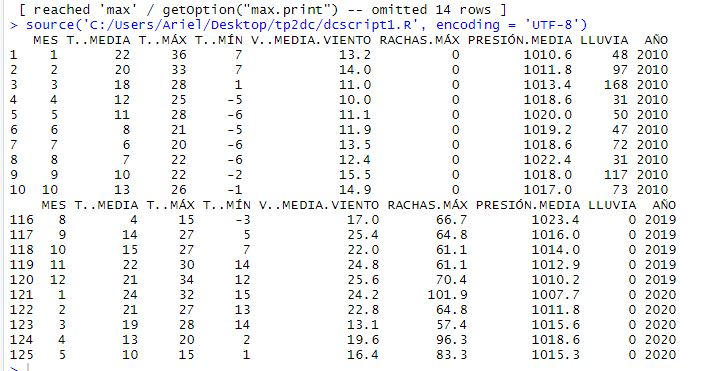 [ reached 'max' / getOption("max.print") -- omitted 14 rows ]
> source('C:/Users/Ariel/Desktop/tp2dc/dcscript1.R', encoding = 'UTF-8')
MES T..MEDIA T..MÁX T..MÍN V..MEDIA.VIENTO RACHAS.MÁX PRESIÓN.MEDIA LLUVIA AÑO
1 1 22 36 7 13.2 0 1010.6 48 2010
2 2 20 33 7 14.0 0 1011.8 97 2010
3 3 18 28 1 11.0 0 1013.4 168 2010
4 4 12 25 -5 10.0 0 1018.6 31 2010
5 5 11 28 -6 11.1 0 1020.0 50 2010
6 6 8 21 -5 11.9 0 1019.2 47 2010
7 7 6 20 -6 13.5 0 1018.6 72 2010
8 8 7 22 -6 12.4 0 1022.4 31 2010
9 9 10 22 -2 15.5 0 1018.0 117 2010
10 10 13 26 -1 14.9 0 1017.0 73 2010
MES T..MEDIA T..MÁX T..MÍN V..MEDIA.VIENTO RACHAS.MÁX PRESIÓN.MEDIA LLUVIA AÑO
116 8 4 15 -3 17.0 66.7 1023.4 0 2019
117 9 14 27 5 25.4 64.8 1016.0 0 2019
118 10 15 27 7 22.0 61.1 1014.0 0 2019
119 11 22 30 14 24.8 61.1 1012.9 0 2019
120 12 21 34 12 25.6 70.4 1010.2 0 2019
121 1 24 32 15 24.2 101.9 1007.7 0 2020
122 2 21 27 13 22.8 64.8 1011.8 0 2020
123 3 19 28 14 13.1 57.4 1015.6 0 2020
124 4 13 20 2 19.6 96.3 1018.6 0 2020
125 5 10 15 1 16.4 83.3 1015.3 0 2020
>